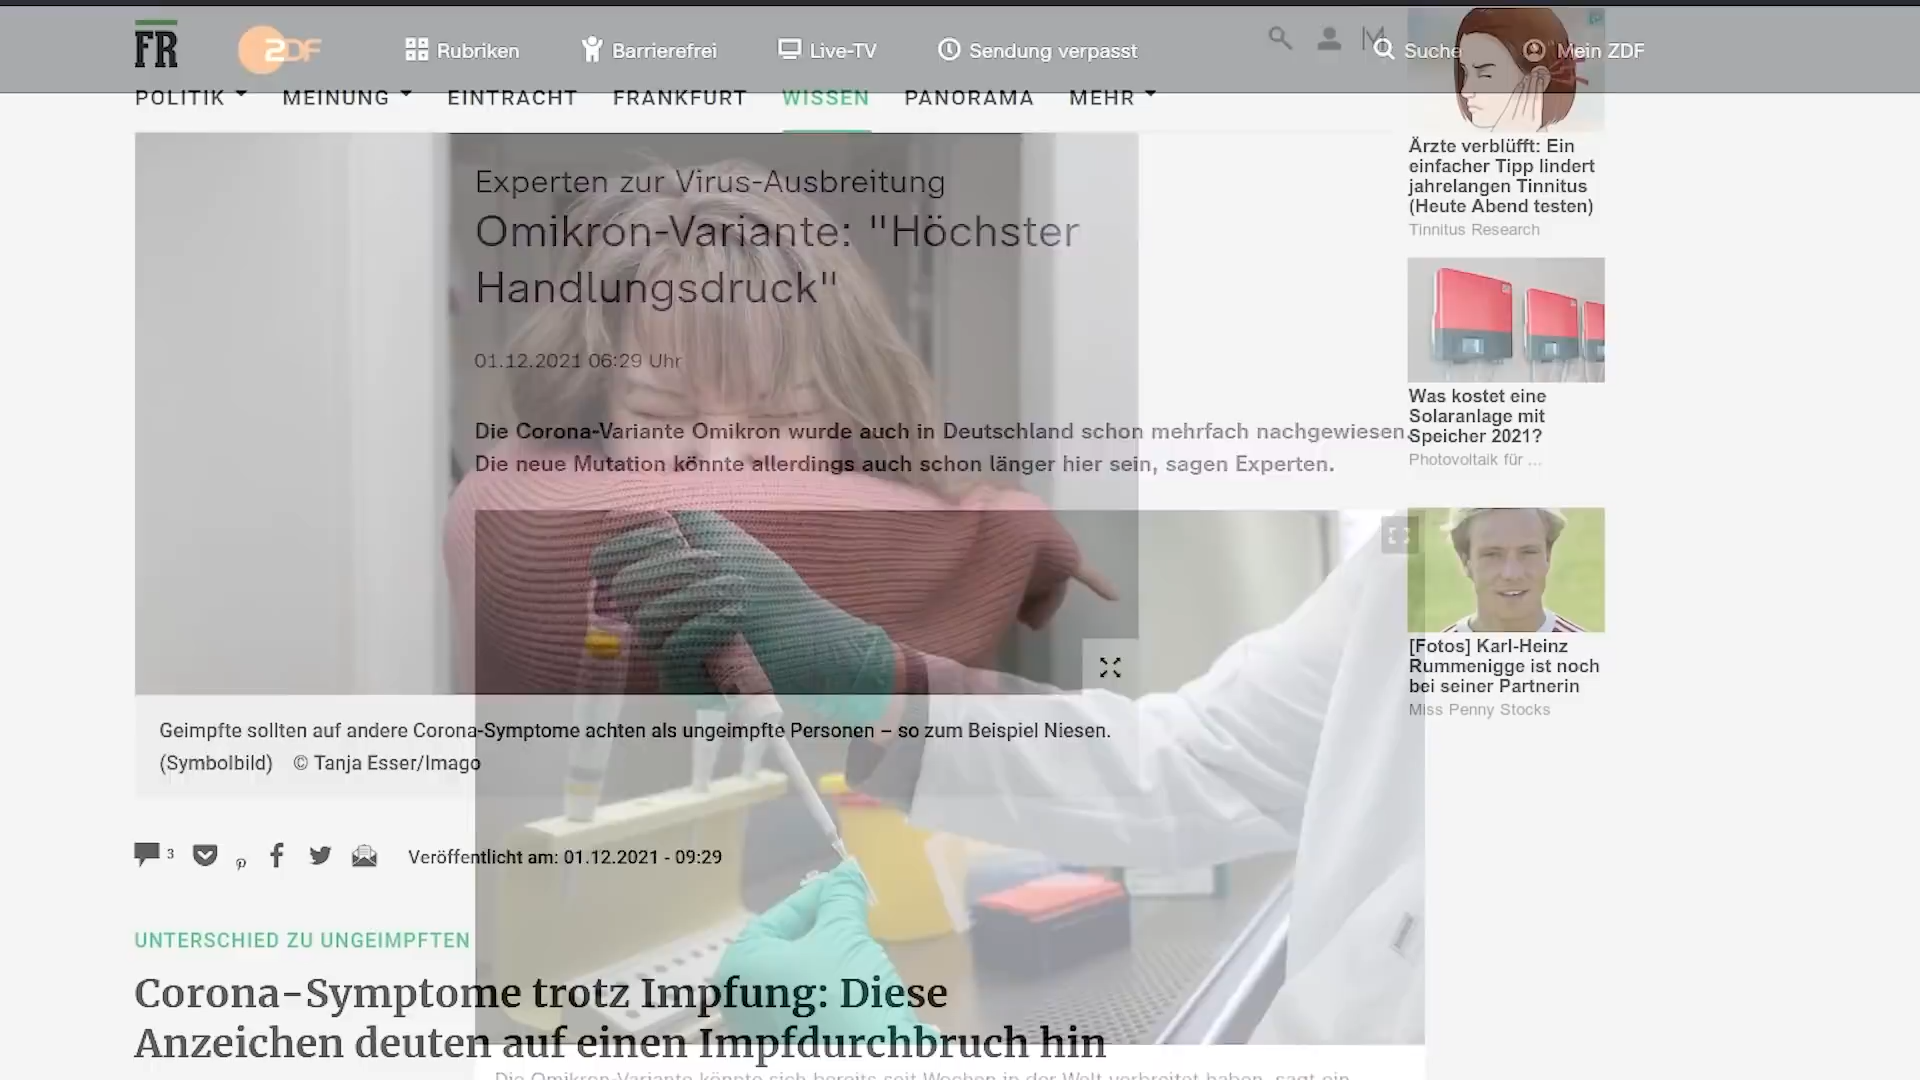 FR
ZDF
Rubriken
Barrierefrei
Live-TV
Sendung verpasst
Suche
Mein ZDF
POLITIK
MEINUNG
EINTRACHT
FRANKFURT
WISSEN
PANORAMA
MEHR
Experten zur Virus-Ausbreitung
Omikron-Variante: "Höchster
Handlungsdruck"
01.12.2021 06:29 Uhr
Die Corona-Variante Omikron wurde auch in Deutschland schon mehrfach nachgewiesen.
Die neue Mutation könnte allerdings auch schon länger hier sein, sagen Experten.
Ärzte verblüfft: Ein
einfacher Tipp lindert
jahrelangen Tinnitus
(Heute Abend testen)
Tinnitus Research
Was kostet eine
Solaranlage mit
Speicher 2021?
Photovoltaik für ...
[Fotos] Karl-Heinz
Rummenigge ist noch
bei seiner Partnerin
Miss Penny Stocks
Geimpfte sollten auf andere Corona-Symptome achten als ungeimpfte Personen – so zum Beispiel Niesen.
(Symbolbild) © Tanja Esser/Imago
3
Veröffentlicht am: 01.12.2021 - 09:29
UNTERSCHIED ZU UNGEIMPFTEN
Corona-Symptome trotz Impfung: Diese
Anzeichen deuten auf einen Impfdurchbruch hin
Die Omikron-Variante könnte sich bereits seit Wochen in der Welt verbreitet haben, sagt ein